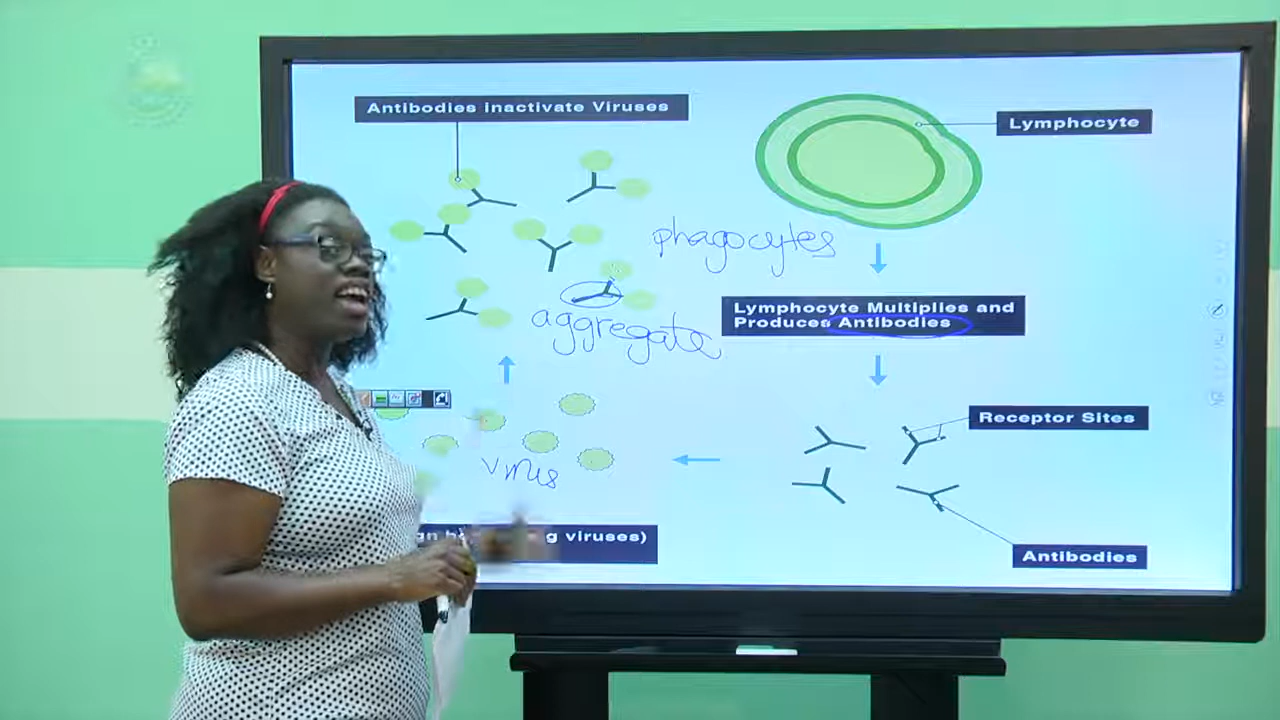 Antibodies Inactivate Viruses
Lymphocyte
phagocytes
Lymphocyte Multiplies and
Produces Antibodies
aggregate
Receptor Sites
virus
viruses)
Antibodies